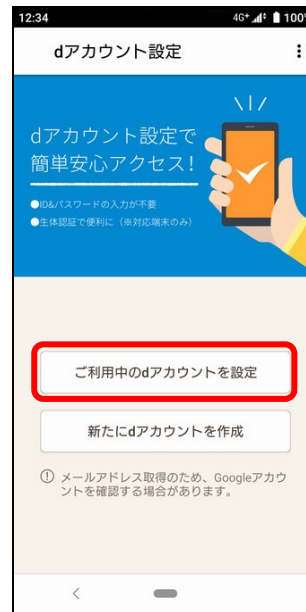 12:34 4G+ 100%
dアカウント設定
dアカウント設定で
簡単安心アクセス！
●ID&パスワードの入力が不要
●生体認証で便利に（※対応端末のみ）
ご利用中のdアカウントを設定
新たにdアカウントを作成
メールアドレス取得のため、Googleアカウ
ントを確認する場合があります。